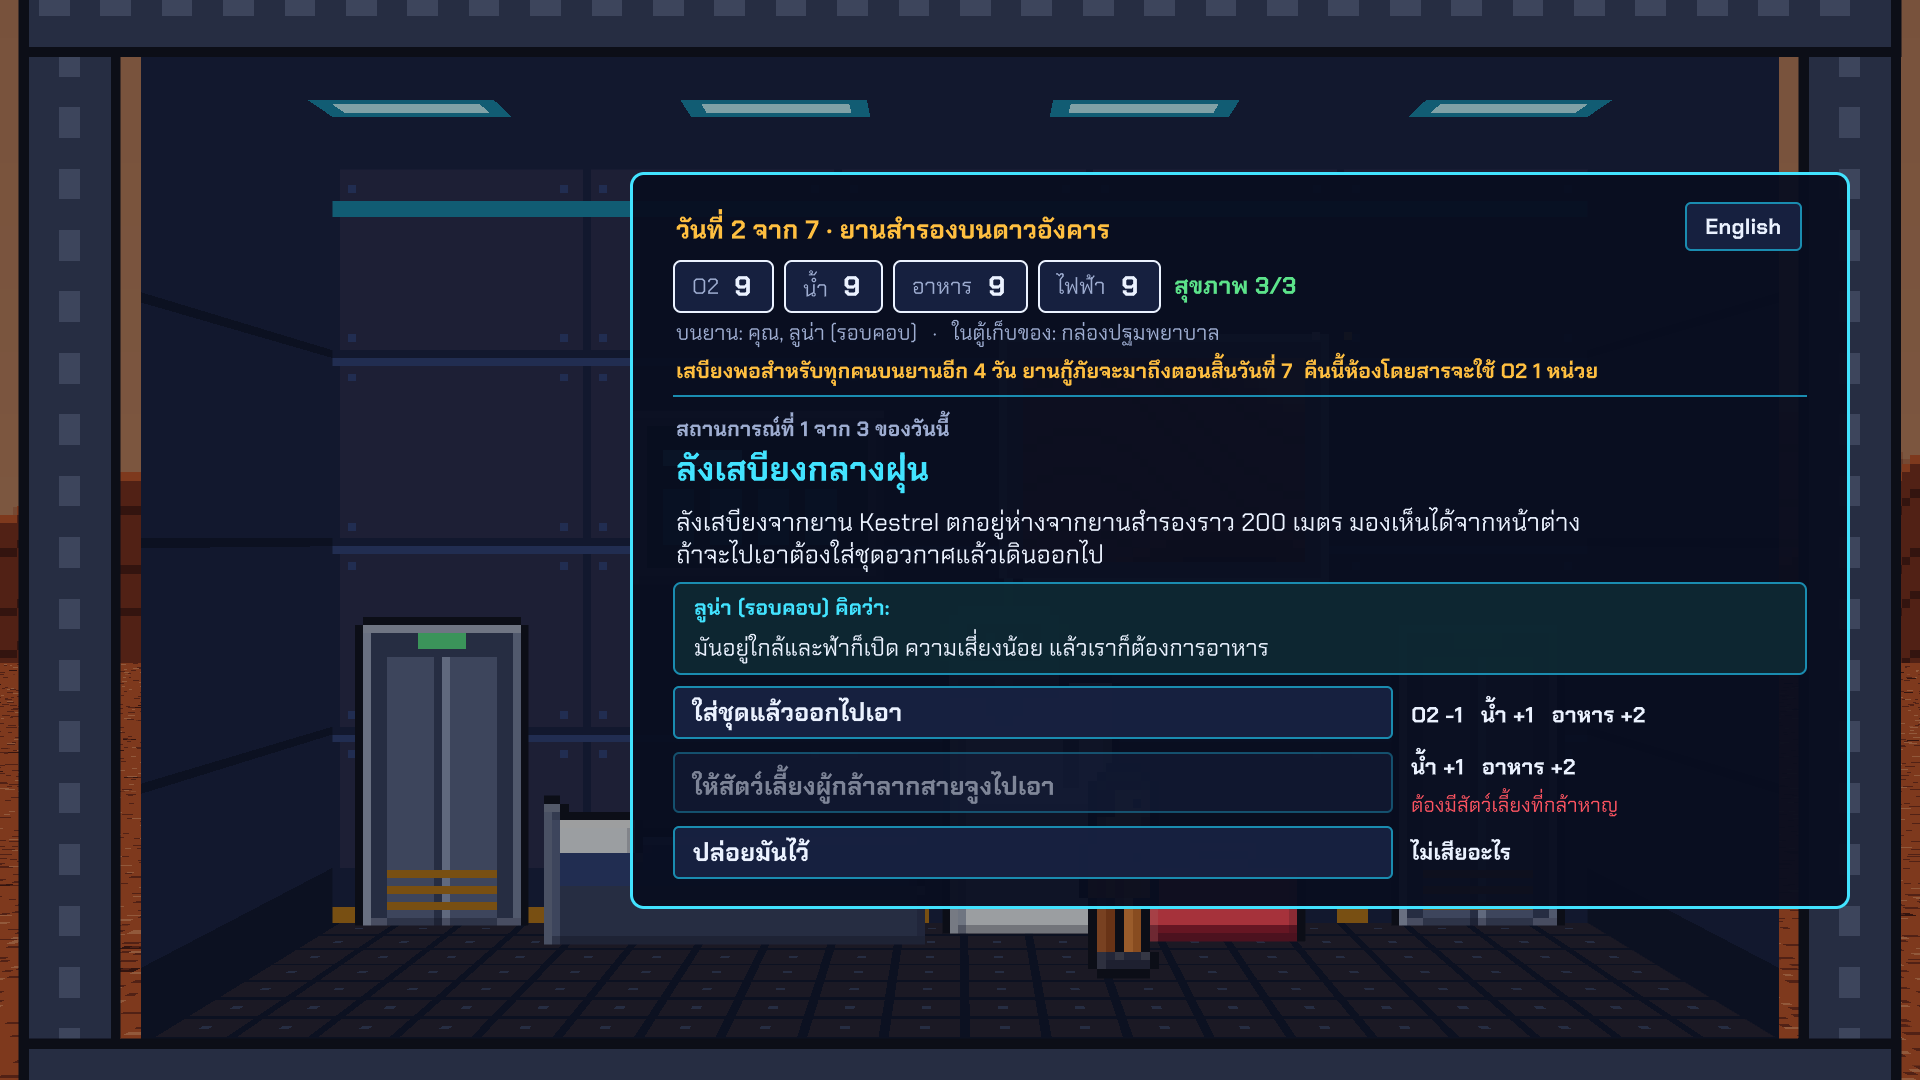 วันที่ 2 จาก 7 · ยานสำรองบนดาวอังคาร
English
O2 9 น้ำ 9 อาหาร 9 ไฟฟ้า 9 สุขภาพ 3/3
บนยาน: คุณ, ลูน่า (รอบคอบ) · ในตู้เก็บของ: กล่องปฐมพยาบาล
เสบียงพอสำหรับทุกคนบนยานอีก 4 วัน ยานกู้ภัยจะมาถึงตอนสิ้นวันที่ 7 คืนนี้ห้องโดยสารจะใช้ O2 1 หน่วย
สถานการณ์ที่ 1 จาก 3 ของวันนี้
ลังเสบียงกลางฝุ่น
ลังเสบียงจากยาน Kestrel ตกอยู่ห่างจากยานสำรองราว 200 เมตร มองเห็นได้จากหน้าต่าง
ถ้าจะไปเอาต้องใส่ชุดอวกาศแล้วเดินออกไป
ลูน่า (รอบคอบ) คิดว่า:
มันอยู่ใกล้และฟ้าก็เปิด ความเสี่ยงน้อย แล้วเราก็ต้องการอาหาร
ใส่ชุดแล้วออกไปเอา
O2 -1 น้ำ +1 อาหาร +2
ให้สัตว์เลี้ยงผู้กล้าลากสายจูงไปเอา
น้ำ +1 อาหาร +2
ต้องมีสัตว์เลี้ยงที่กล้าหาญ
ปล่อยมันไว้
ไม่เสียอะไร